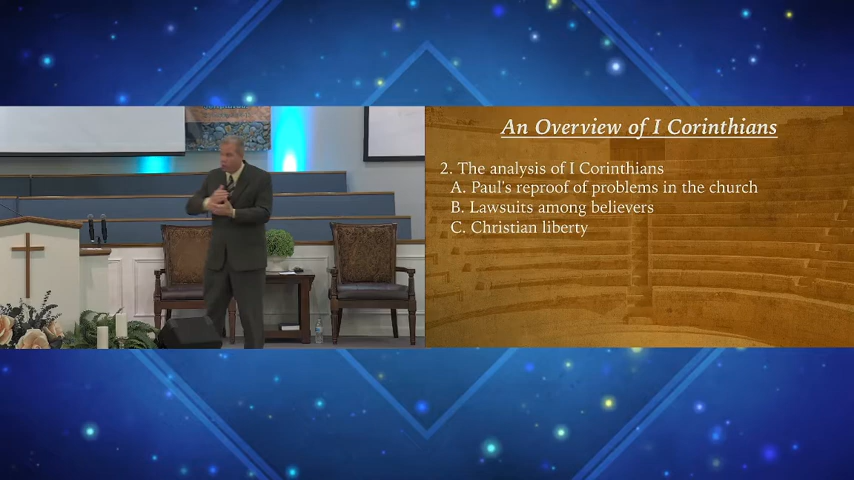 An Overview of I Corinthians
2. The analysis of I Corinthians
A. Paul's reproof of problems in the church
B. Lawsuits among believers
C. Christian liberty